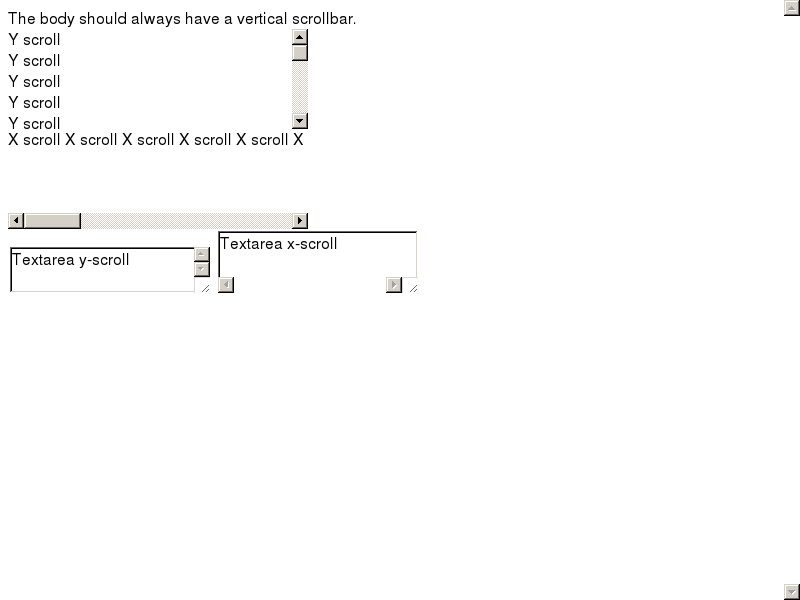 The body should always have a vertical scrollbar.
Y scroll
Y scroll
Y scroll
Y scroll
Y scroll
X scroll X scroll X scroll X scroll X scroll X
Textarea y-scroll
Textarea x-scroll